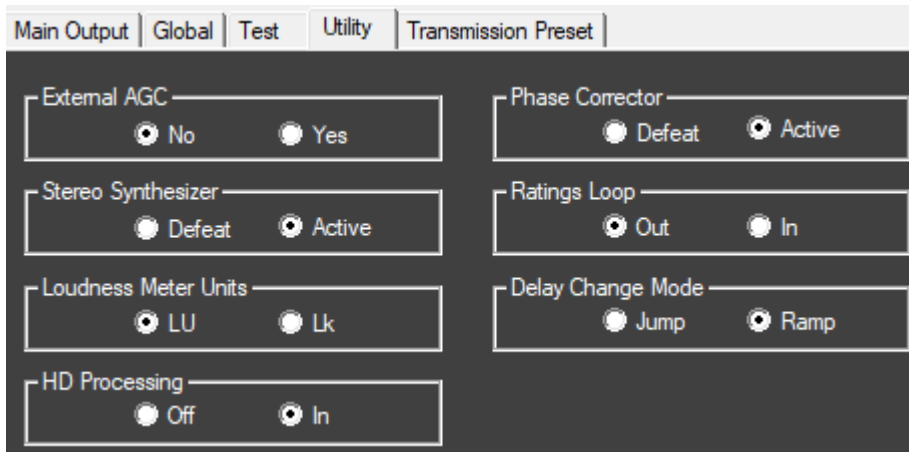 Main Output Global Test Utility Transmission Preset
External AGC
No Yes
Phase Corrector
Defeat Active
Stereo Synthesizer
Defeat Active
Ratings Loop
Out In
Loudness Meter Units
LU Lk
Delay Change Mode
Jump Ramp
HD Processing
Off In